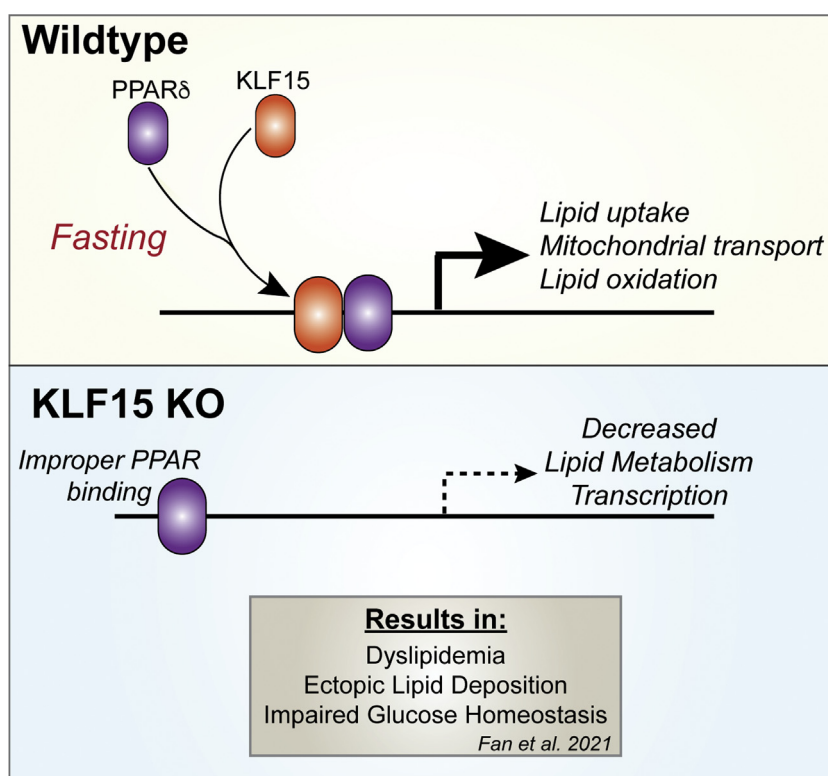 Wildtype
PPARδ
KLF15
Fasting
Lipid uptake
Mitochondrial transport
Lipid oxidation
KLF15 KO
Improper PPAR
binding
Decreased
Lipid Metabolism
Transcription
Results in:
Dyslipidemia
Ectopic Lipid Deposition
Impaired Glucose Homeostasis
Fan et al. 2021